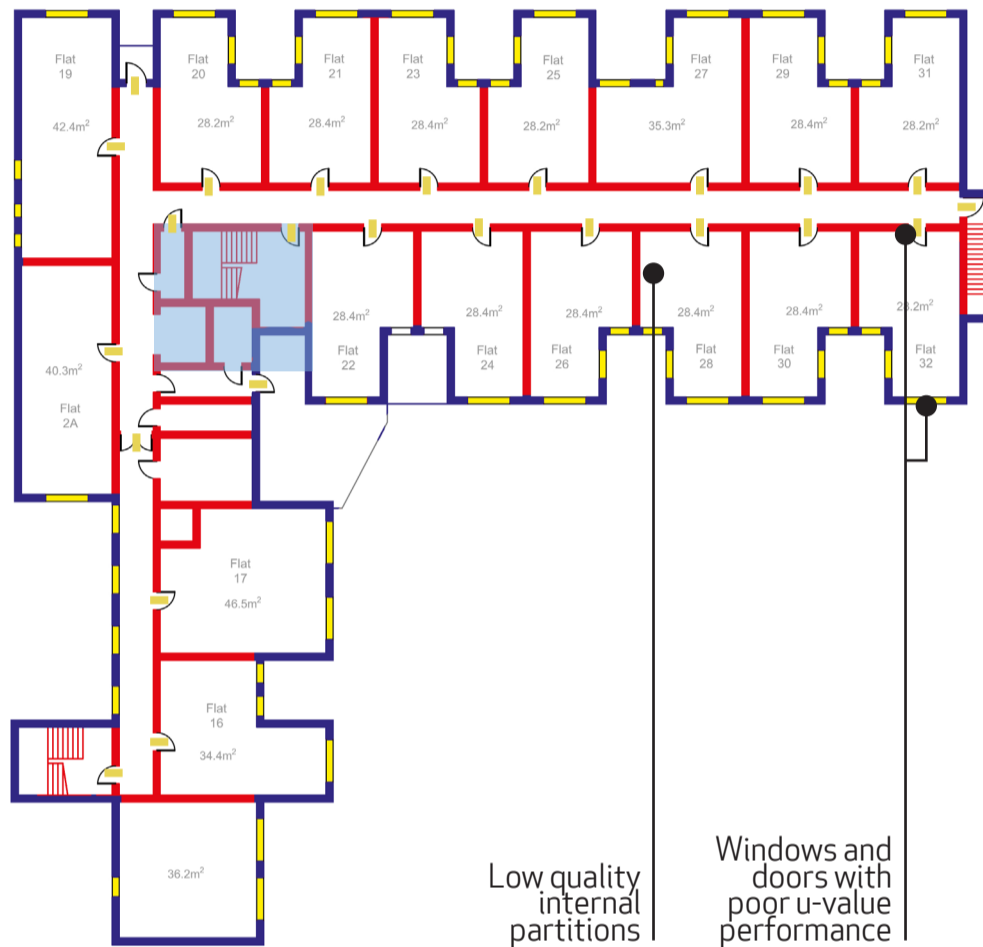 Flat
19
42.4m²
Flat
20
28.2m²
Flat
21
28.4m²
Flat
23
28.4m²
Flat
25
28.2m²
Flat
27
35.3m²
Flat
29
28.4m²
Flat
31
28.2m²
28.4m²
Flat
22
28.4m²
Flat
24
28.4m²
Flat
26
28.4m²
Flat
28
28.4m²
Flat
30
28.2m²
Flat
32
40.3m²
Flat
2A
Flat
17
46.5m²
Flat
16
34.4m²
36.2m²
Low quality
internal
partitions
Windows and
doors with
poor u-value
performance